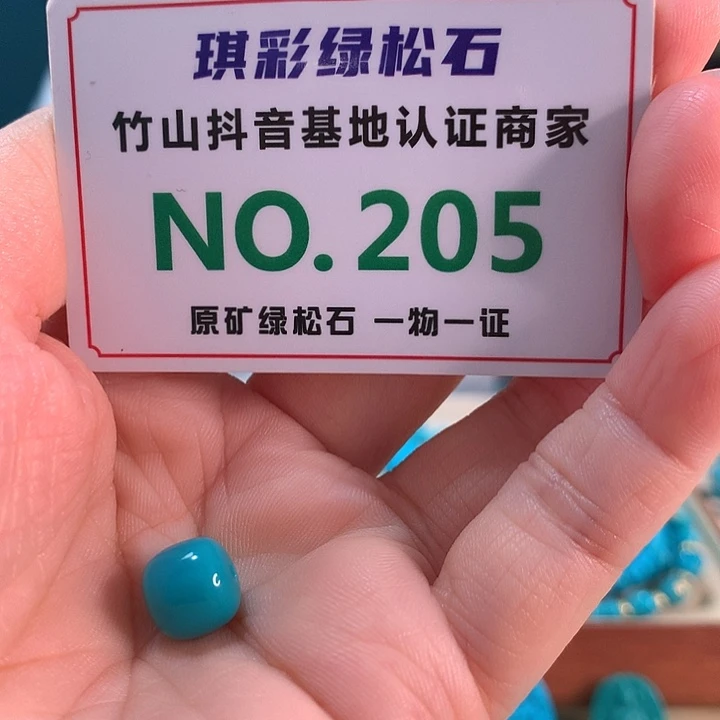 琪彩绿松石
竹山抖音基地认证商家
NO.205
原矿绿松石 一物一证